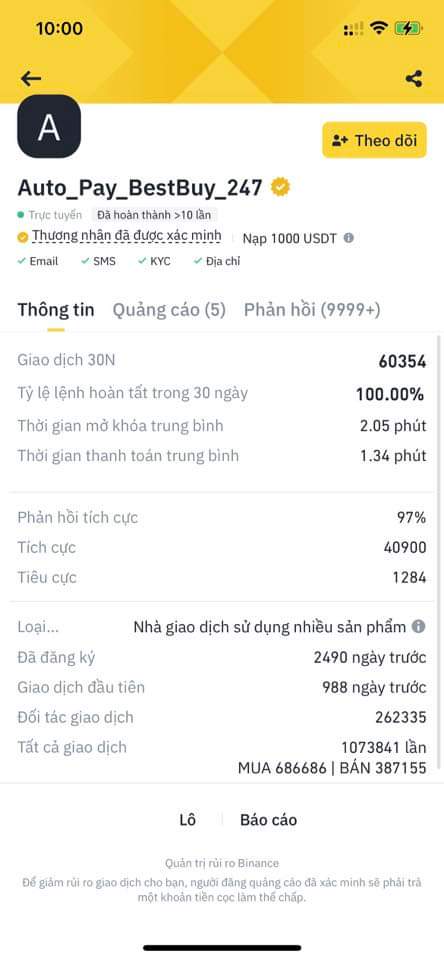 10:00
A
Theo dõi
Auto_Pay_BestBuy_247
Trực tuyến Đã hoàn thành >10 lần
Thương nhân đã được xác minh Nạp 1000 USDT
Email SMS KYC Địa chỉ
Thông tin Quảng cáo (5) Phản hồi (9999+)
Giao dịch 30N 60354
Tỷ lệ lệnh hoàn tất trong 30 ngày 100.00%
Thời gian mở khóa trung bình 2.05 phút
Thời gian thanh toán trung bình 1.34 phút
Phản hồi tích cực 97%
Tích cực 40900
Tiêu cực 1284
Loại... Nhà giao dịch sử dụng nhiều sản phẩm
Đã đăng ký 2490 ngày trước
Giao dịch đầu tiên 988 ngày trước
Đối tác giao dịch 262335
Tất cả giao dịch 1073841 lần
MUA 686686 | BÁN 387155
Lô Báo cáo
Quản trị rủi ro Binance
Để giảm rủi ro giao dịch cho bạn, người đăng quảng cáo đã xác minh sẽ phải trả
một khoản tiền cọc làm thế chấp.